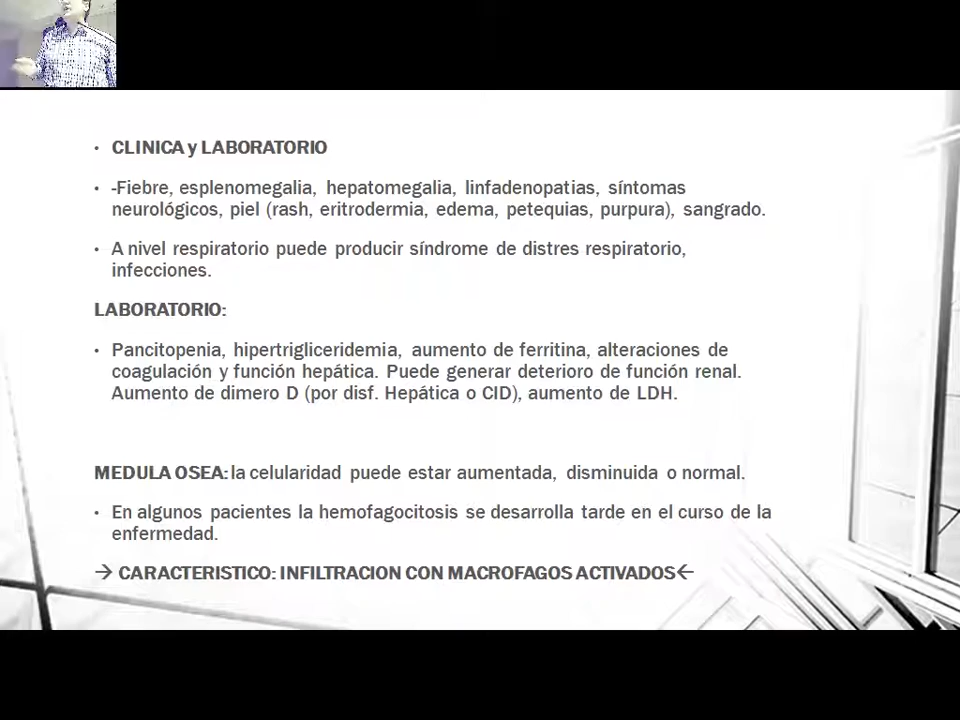 • CLINICA y LABORATORIO
• -Fiebre, esplenomegalia, hepatomegalia, linfadenopatias, síntomas
neurológicos, piel (rash, eritrodermia, edema, petequias, purpura), sangrado.
• A nivel respiratorio puede producir síndrome de distres respiratorio,
infecciones.
LABORATORIO:
• Pancitopenia, hipertrigliceridemia, aumento de ferritina, alteraciones de
coagulación y función hepática. Puede generar deterioro de función renal.
Aumento de dimero D (por disf. Hepática o CID), aumento de LDH.
MEDULA OSEA: la celularidad puede estar aumentada, disminuida o normal.
• En algunos pacientes la hemofagocitosis se desarrolla tarde en el curso de la
enfermedad.
→ CARACTERISTICO: INFILTRACION CON MACROFAGOS ACTIVADOS←